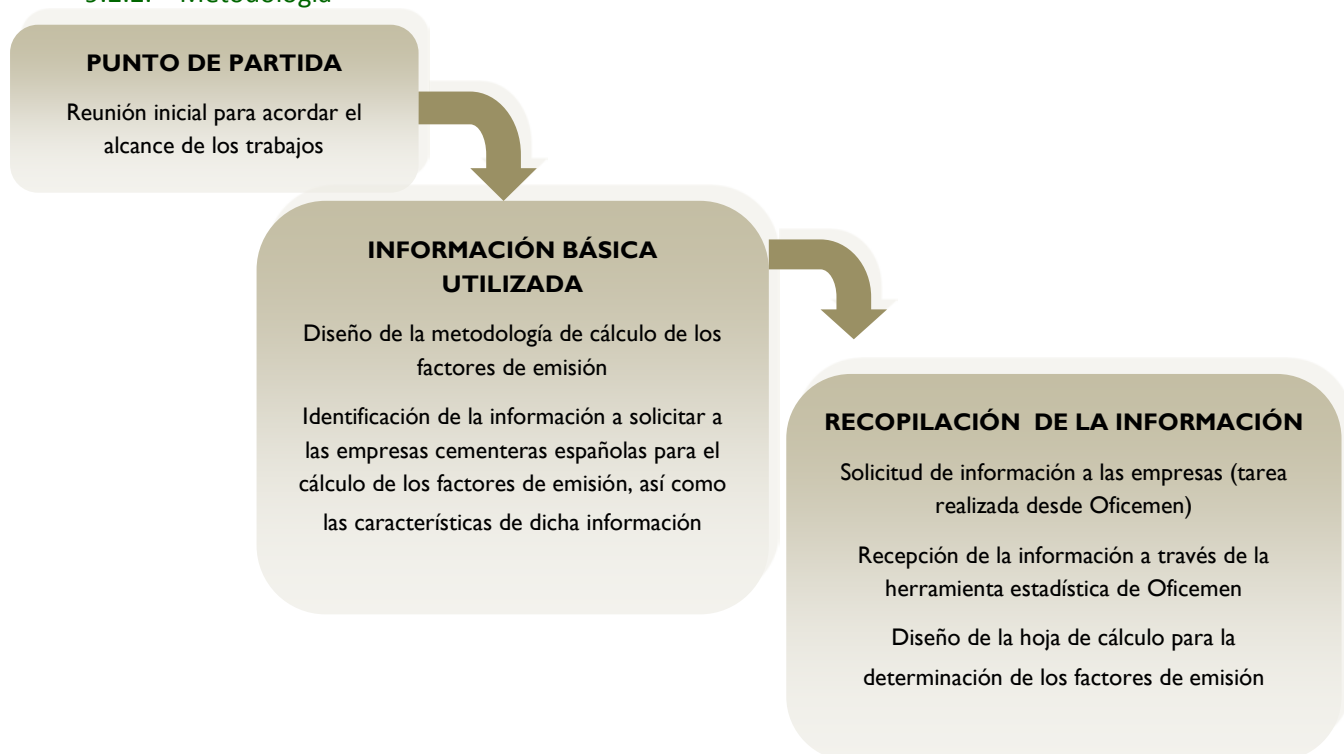 5.2.2. Metodología
PUNTO DE PARTIDA
Reunión inicial para acordar el
alcance de los trabajos
INFORMACIÓN BÁSICA
UTILIZADA
Diseño de la metodología de cálculo de los
factores de emisión
Identificación de la información a solicitar a
las empresas cementeras españolas para el
cálculo de los factores de emisión, así como
las características de dicha información
RECOPILACIÓN DE LA INFORMACIÓN
Solicitud de información a las empresas (tarea
realizada desde Oficemen)
Recepción de la información a través de la
herramienta estadística de Oficemen
Diseño de la hoja de cálculo para la
determinación de los factores de emisión